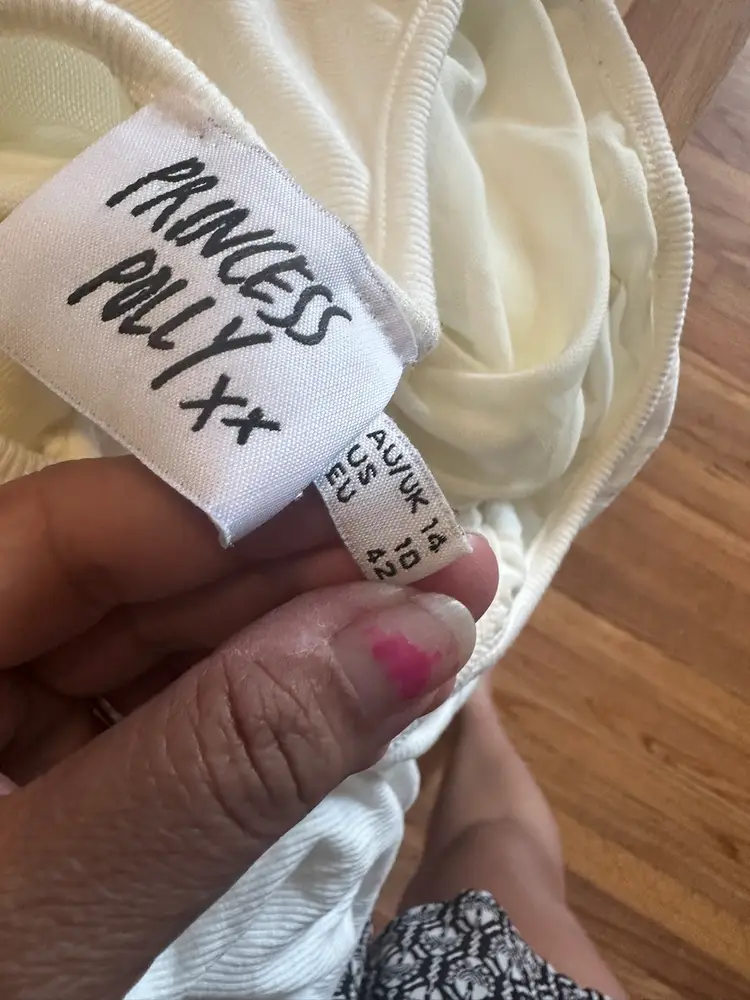 PRINCESS
POLLY xx
AU/UK 14
US 10
EU 42